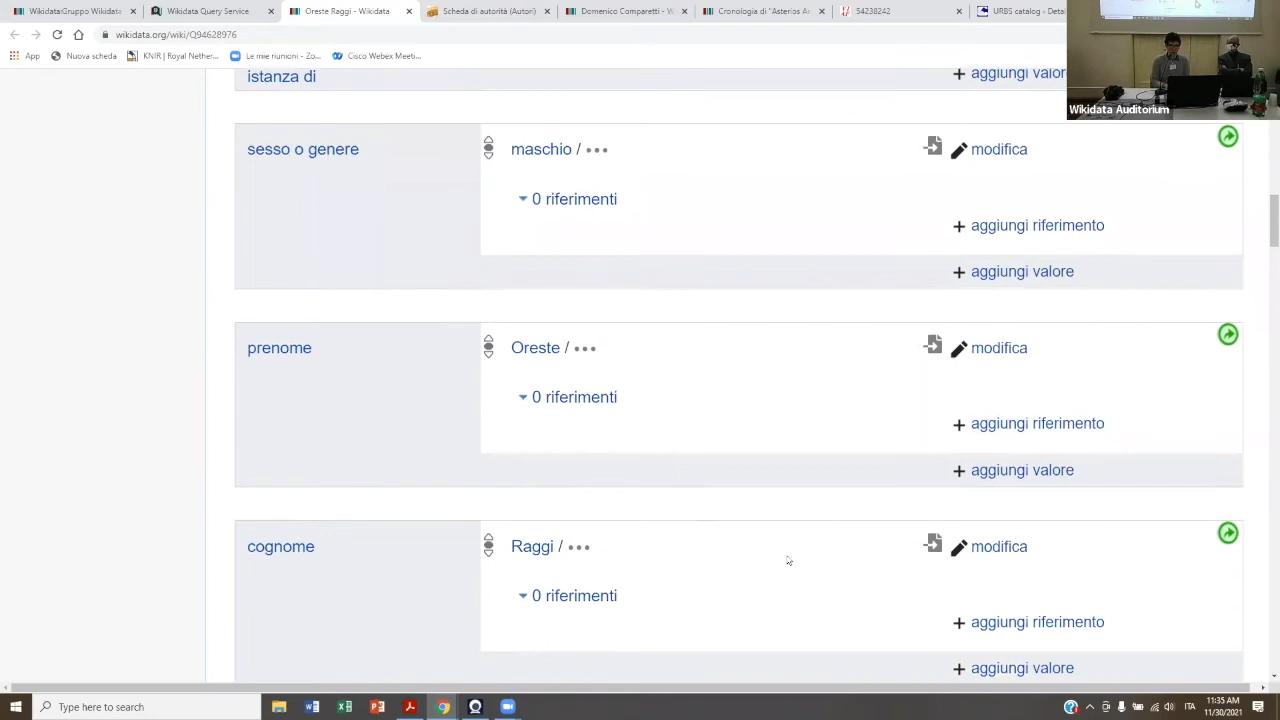 Wikidata:Gruppo Wikidata
Wikidata Query Service
Oreste Raggi - Wikidata
Scheda di autorità (Autori)
Domenico Comparetti - W
Cronologia di "Asterios A
54238242
URBS catalog › Detail
wikidata.org/wiki/Q94628976
App
Nuova scheda
KNIR | Royal Nether...
Le mie riunioni - Zo...
Cisco Webex Meeti...
istanza di
aggiungi valore
Wikidata Auditorium
sesso o genere
maschio / •••
modifica
0 riferimenti
+ aggiungi riferimento
+ aggiungi valore
prenome
Oreste / •••
modifica
0 riferimenti
+ aggiungi riferimento
+ aggiungi valore
cognome
Raggi / •••
modifica
0 riferimenti
+ aggiungi riferimento
+ aggiungi valore
Type here to search
ITA
11:35 AM
11/30/2021